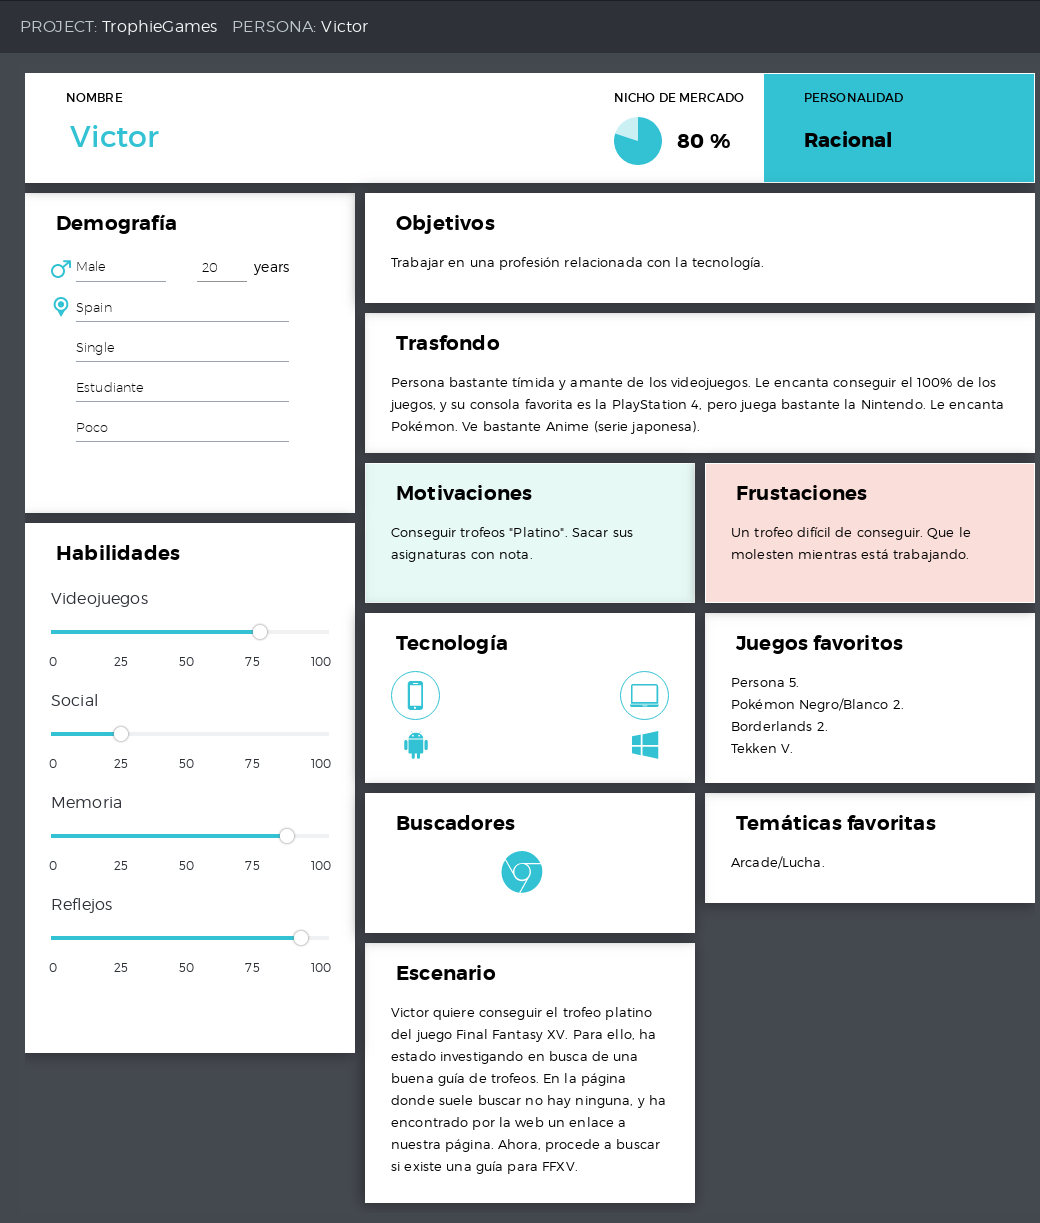 PROJECT: TrophieGames PERSONA: Victor
NOMBRE
Victor
NICHO DE MERCADO
80 %
PERSONALIDAD
Racional
Demografía
Male 20 years
Spain
Single
Estudiante
Poco
Habilidades
Videojuegos
0 25 50 75 100
Social
0 25 50 75 100
Memoria
0 25 50 75 100
Reflejos
0 25 50 75 100
Objetivos
Trabajar en una profesión relacionada con la tecnología.
Trasfondo
Persona bastante tímida y amante de los videojuegos. Le encanta conseguir el 100% de los
juegos, y su consola favorita es la PlayStation 4, pero juega bastante la Nintendo. Le encanta
Pokémon. Ve bastante Anime (serie japonesa).
Motivaciones
Conseguir trofeos "Platino". Sacar sus
asignaturas con nota.
Frustaciones
Un trofeo difícil de conseguir. Que le
molesten mientras está trabajando.
Tecnología
Juegos favoritos
Persona 5.
Pokémon Negro/Blanco 2.
Borderlands 2.
Tekken V.
Buscadores
Temáticas favoritas
Arcade/Lucha.
Escenario
Victor quiere conseguir el trofeo platino
del juego Final Fantasy XV. Para ello, ha
estado investigando en busca de una
buena guía de trofeos. En la página
donde suele buscar no hay ninguna, y ha
encontrado por la web un enlace a
nuestra página. Ahora, procede a buscar
si existe una guía para FFXV.